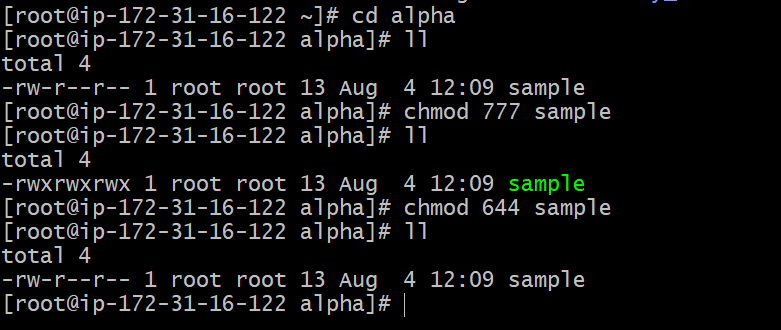 [root@ip-172-31-16-122 ~]# cd alpha
[root@ip-172-31-16-122 alpha]# ll
total 4
-rw-r--r-- 1 root root 13 Aug  4 12:09 sample
[root@ip-172-31-16-122 alpha]# chmod 777 sample
[root@ip-172-31-16-122 alpha]# ll
total 4
-rwxrwxrwx 1 root root 13 Aug  4 12:09 sample
[root@ip-172-31-16-122 alpha]# chmod 644 sample
[root@ip-172-31-16-122 alpha]# ll
total 4
-rw-r--r-- 1 root root 13 Aug  4 12:09 sample
[root@ip-172-31-16-122 alpha]#